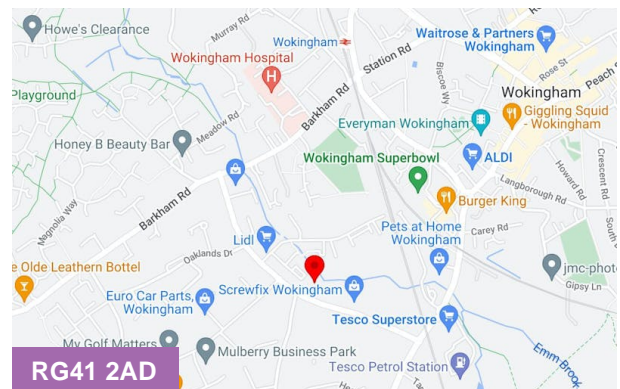 Howe's Clearance
Murray Rd
Wokingham
Station Rd
Waitrose & Partners
Wokingham
Rose St
Peach S
Wokingham Hospital
H
Biscoe Wy
Wokingham
Playground
Barkham Rd
Giggling Squid
- Wokingham
Meadow Rd
Everyman Wokingham
Honey B Beauty Bar
Wokingham Superbowl
ALDI
Crescent Rd
Howard Rd
Langborough Rd
Burger King
South
Magnolia Way
Barkham Rd
Carey Rd
Pets at Home
Wokingham
Lidl
Oaklands Dr
e Olde Leathern Bottel
jmc-phot
Gipsy Ln
Screwfix Wokingham
Euro Car Parts,
Wokingham
Tesco Superstore
My Golf Matters
Mulberry Business Park
Emm Broo
Tesco Petrol Station
RG41 2AD